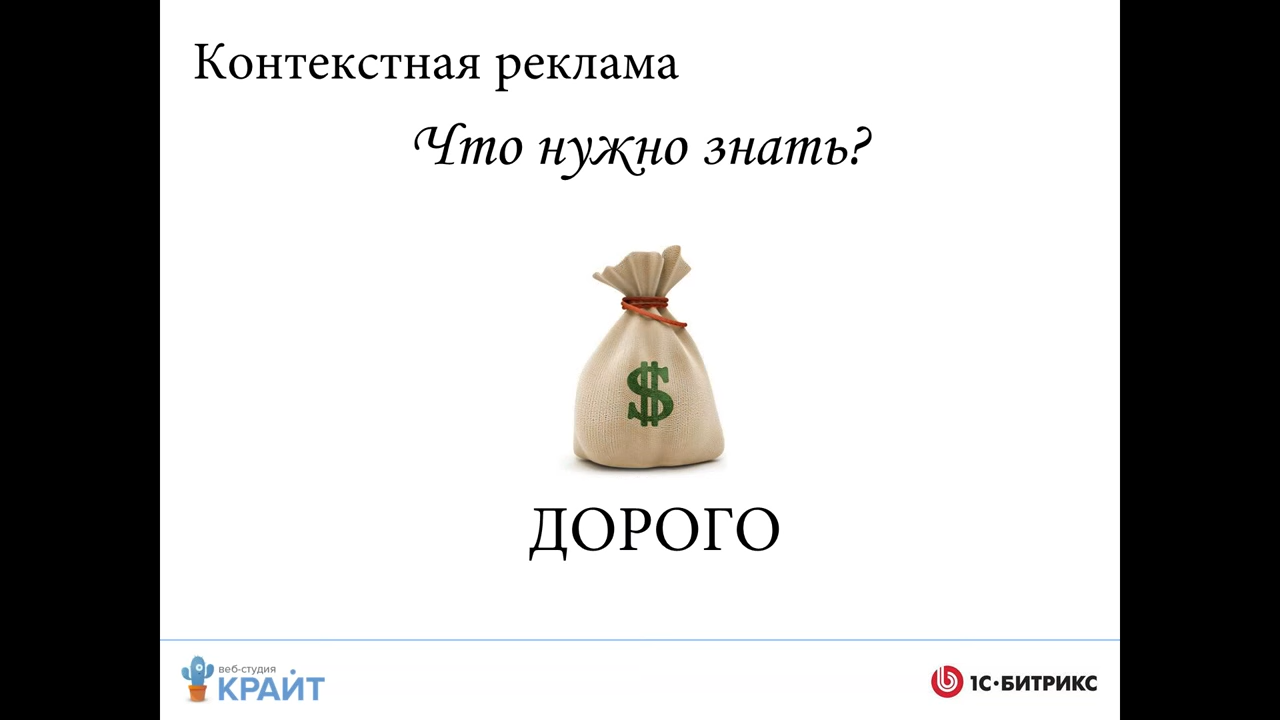 Контекстная реклама
Что нужно знать?
$
ДОРОГО
веб-студия
КРАЙТ
1С·БИТРИКС